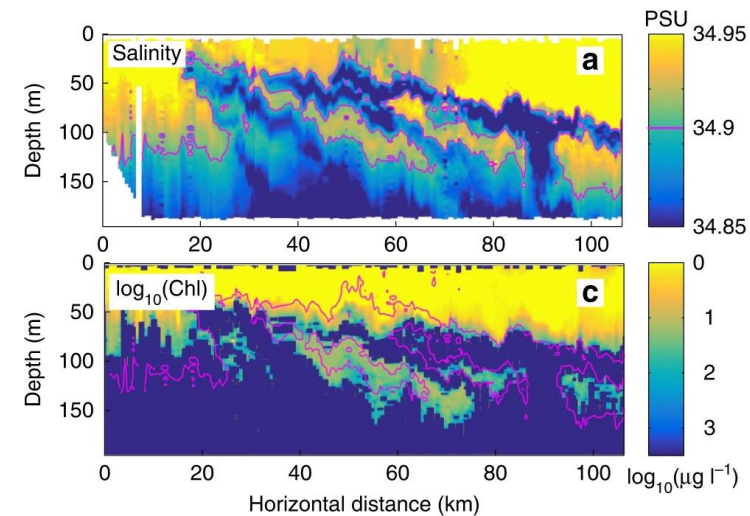 PSU
0
50
100
150
Depth (m)
Salinity
a
34.95
34.9
34.85
0 20 40 60 80 100
0
50
100
150
Depth (m)
log10(Chl)
c
0
1
2
3
log10(μg l−1)
0 20 40 60 80 100
Horizontal distance (km)